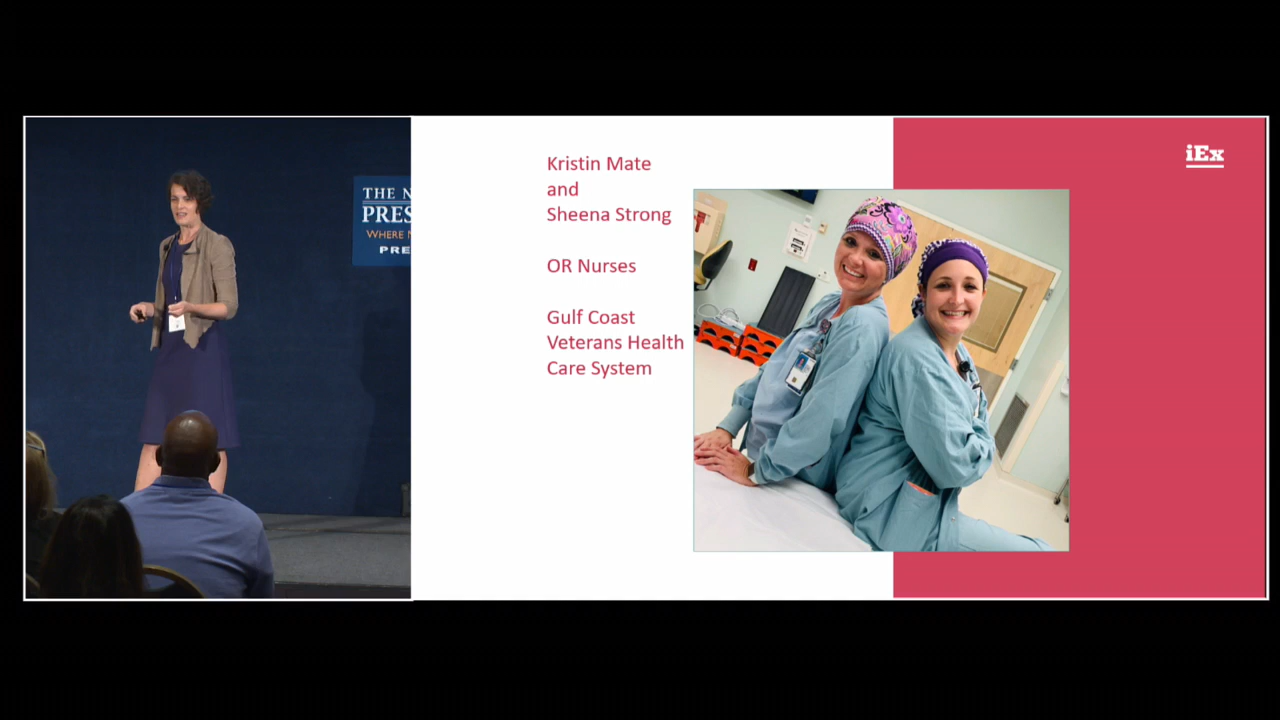 THE N
PRES
WHERE
PRE
Kristin Mate
and
Sheena Strong
OR Nurses
Gulf Coast
Veterans Health
Care System
iEx